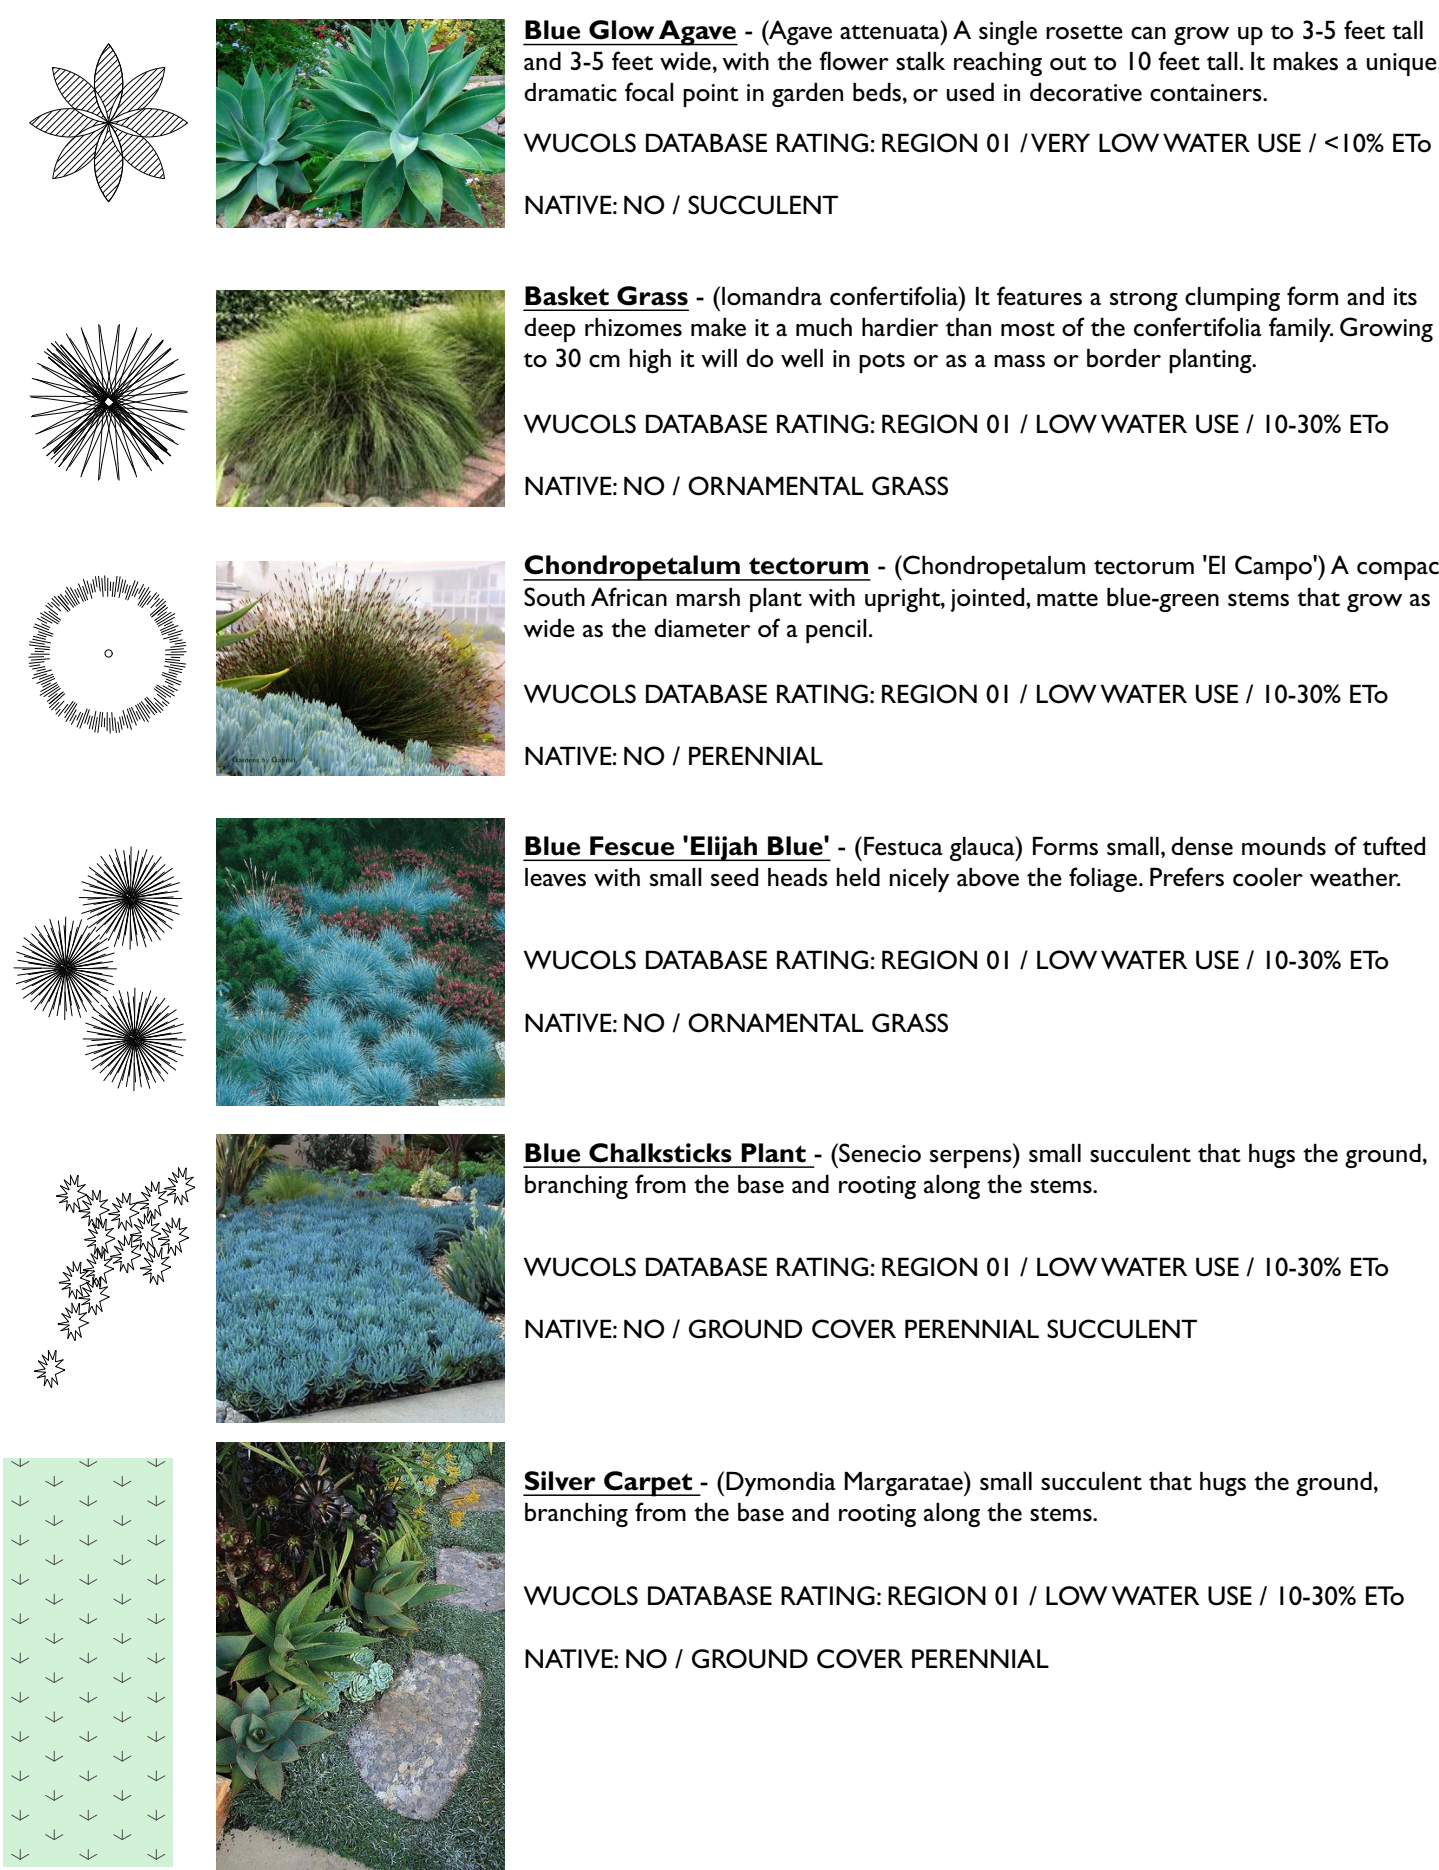 Blue Glow Agave - (Agave attenuata) A single rosette can grow up to 3-5 feet tall
and 3-5 feet wide, with the flower stalk reaching out to 10 feet tall. It makes a unique
dramatic focal point in garden beds, or used in decorative containers.
WUCOLS DATABASE RATING: REGION 01 / VERY LOW WATER USE / <10% ETo
NATIVE: NO / SUCCULENT
Basket Grass - (lomandra confertifolia) It features a strong clumping form and its
deep rhizomes make it a much hardier than most of the confertifolia family. Growing
to 30 cm high it will do well in pots or as a mass or border planting.
WUCOLS DATABASE RATING: REGION 01 / LOW WATER USE / 10-30% ETo
NATIVE: NO / ORNAMENTAL GRASS
Chondropetalum tectorum - (Chondropetalum tectorum 'El Campo') A compac
South African marsh plant with upright, jointed, matte blue-green stems that grow as
wide as the diameter of a pencil.
WUCOLS DATABASE RATING: REGION 01 / LOW WATER USE / 10-30% ETo
NATIVE: NO / PERENNIAL
Gardens by Gabriel
Blue Fescue 'Elijah Blue' - (Festuca glauca) Forms small, dense mounds of tufted
leaves with small seed heads held nicely above the foliage. Prefers cooler weather.
WUCOLS DATABASE RATING: REGION 01 / LOW WATER USE / 10-30% ETo
NATIVE: NO / ORNAMENTAL GRASS
Blue Chalksticks Plant - (Senecio serpens) small succulent that hugs the ground,
branching from the base and rooting along the stems.
WUCOLS DATABASE RATING: REGION 01 / LOW WATER USE / 10-30% ETo
NATIVE: NO / GROUND COVER PERENNIAL SUCCULENT
Silver Carpet - (Dymondia Margaratae) small succulent that hugs the ground,
branching from the base and rooting along the stems.
WUCOLS DATABASE RATING: REGION 01 / LOW WATER USE / 10-30% ETo
NATIVE: NO / GROUND COVER PERENNIAL